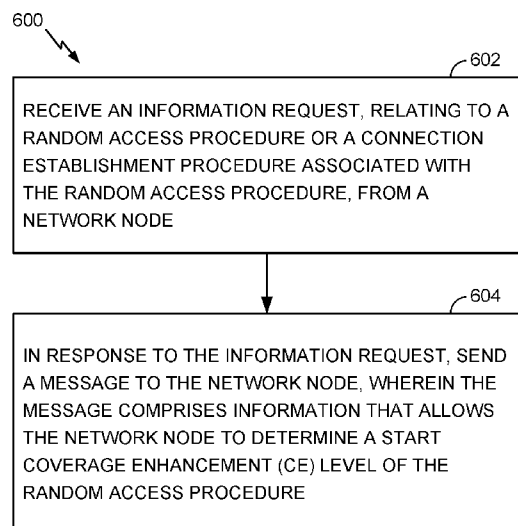 600
602
RECEIVE AN INFORMATION REQUEST, RELATING TO A
RANDOM ACCESS PROCEDURE OR A CONNECTION
ESTABLISHMENT PROCEDURE ASSOCIATED WITH
THE RANDOM ACCESS PROCEDURE, FROM A
NETWORK NODE
604
IN RESPONSE TO THE INFORMATION REQUEST, SEND
A MESSAGE TO THE NETWORK NODE, WHEREIN THE
MESSAGE COMPRISES INFORMATION THAT ALLOWS
THE NETWORK NODE TO DETERMINE A START
COVERAGE ENHANCEMENT (CE) LEVEL OF THE
RANDOM ACCESS PROCEDURE